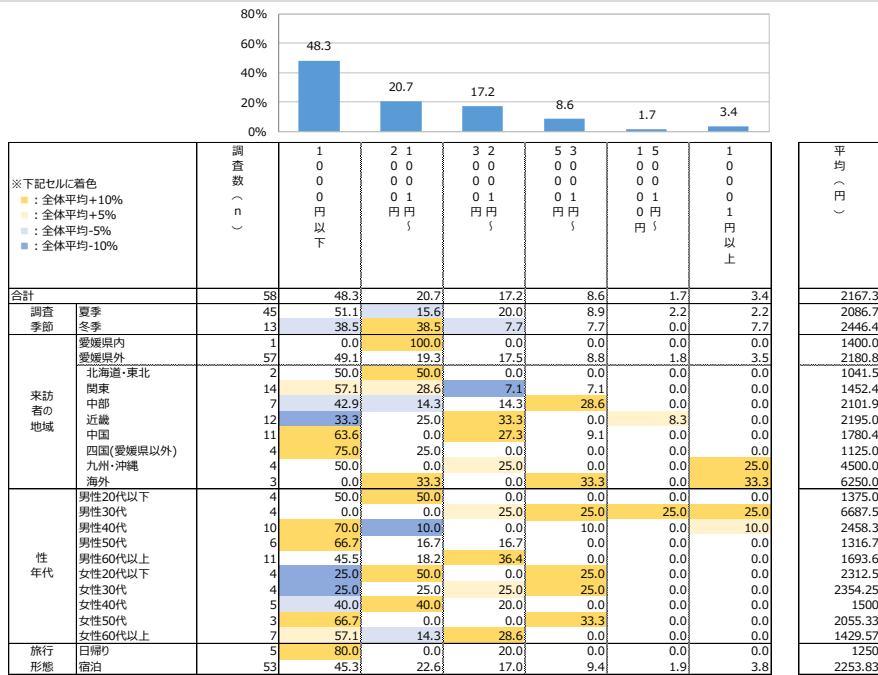 80%
60%
40%
20%
0%
48.3
20.7
17.2
8.6
1.7
3.4
※下記セルに着色
■：全体平均+10%
■：全体平均+5%
■：全体平均-5%
■：全体平均-10%
調査数（n）
1000円以下
1001円～2000円
2001円～3000円
3001円～5000円
5001円～10000円
10001円以上
平均（円）
合計 58 48.3 20.7 17.2 8.6 1.7 3.4 2167.3
調査季節
夏季 45 51.1 15.6 20.0 8.9 2.2 2.2 2086.7
冬季 13 38.5 38.5 7.7 7.7 0.0 7.7 2446.4
来訪者の地域
愛媛県内 1 0.0 100.0 0.0 0.0 0.0 0.0 1400.0
愛媛県外 57 49.1 19.3 17.5 8.8 1.8 3.5 2180.8
北海道・東北 2 50.0 50.0 0.0 0.0 0.0 0.0 1041.5
関東 14 57.1 28.6 7.1 7.1 0.0 0.0 1452.4
中部 7 42.9 14.3 14.3 28.6 0.0 0.0 2101.9
近畿 12 33.3 25.0 33.3 0.0 8.3 0.0 2195.0
中国 11 63.6 0.0 27.3 9.1 0.0 0.0 1780.4
四国(愛媛県以外) 4 75.0 25.0 0.0 0.0 0.0 0.0 1125.0
九州・沖縄 4 50.0 0.0 25.0 0.0 0.0 25.0 4500.0
海外 3 0.0 33.3 0.0 33.3 0.0 33.3 6250.0
性年代
男性20代以下 4 50.0 50.0 0.0 0.0 0.0 0.0 1375.0
男性30代 4 0.0 0.0 25.0 25.0 25.0 25.0 6687.5
男性40代 10 70.0 10.0 0.0 10.0 0.0 10.0 2458.3
男性50代 6 66.7 16.7 16.7 0.0 0.0 0.0 1316.7
男性60代以上 11 45.5 18.2 36.4 0.0 0.0 0.0 1693.6
女性20代以下 4 25.0 50.0 0.0 25.0 0.0 0.0 2312.5
女性30代 4 25.0 25.0 25.0 25.0 0.0 0.0 2354.25
女性40代 5 40.0 40.0 20.0 0.0 0.0 0.0 1500
女性50代 3 66.7 0.0 0.0 33.3 0.0 0.0 2055.33
女性60代以上 7 57.1 14.3 28.6 0.0 0.0 0.0 1429.57
旅行形態
日帰り 5 80.0 0.0 20.0 0.0 0.0 0.0 1250
宿泊 53 45.3 22.6 17.0 9.4 1.9 3.8 2253.83